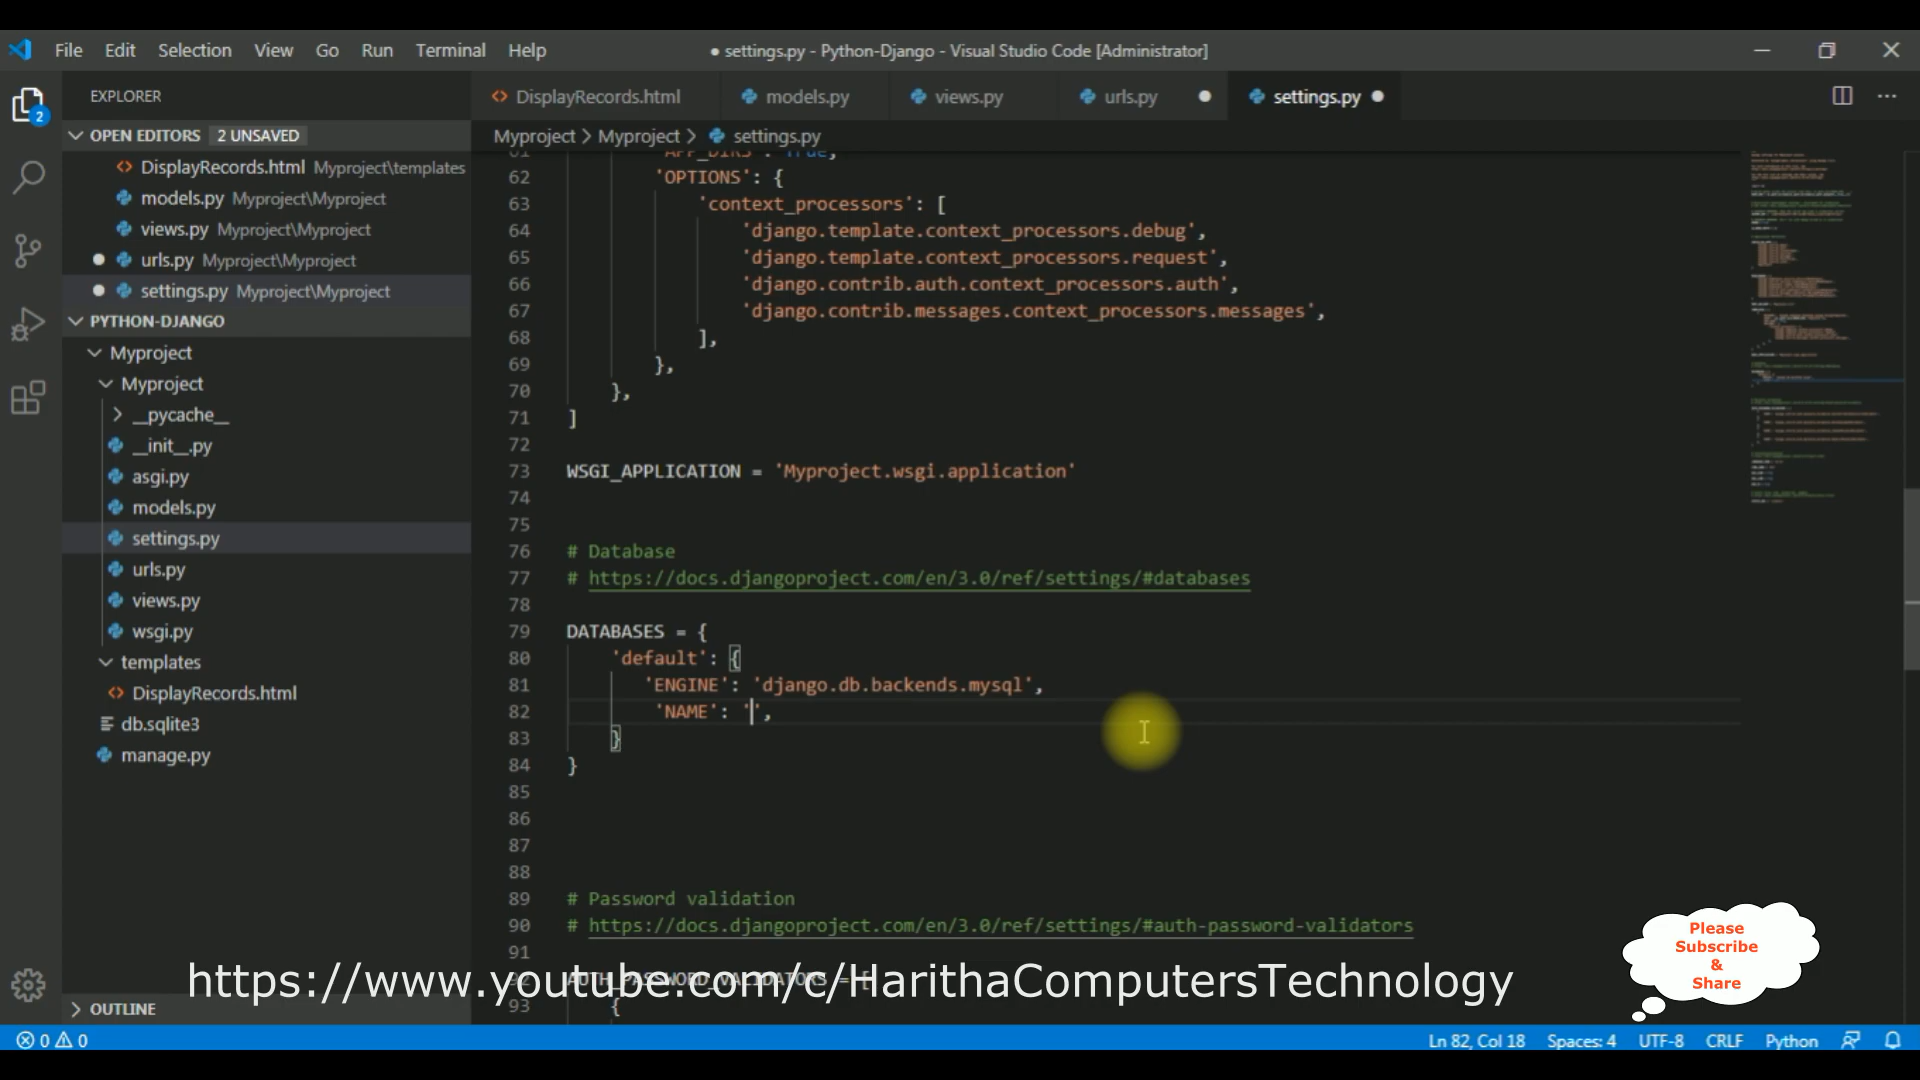 File Edit Selection View Go Run Terminal Help
● settings.py - Python-Django - Visual Studio Code [Administrator]
EXPLORER
OPEN EDITORS 2 UNSAVED
DisplayRecords.html Myproject\templates
models.py Myproject\Myproject
views.py Myproject\Myproject
urls.py Myproject\Myproject
settings.py Myproject\Myproject
PYTHON-DJANGO
Myproject
Myproject
__pycache__
__init__.py
asgi.py
models.py
settings.py
urls.py
views.py
wsgi.py
templates
DisplayRecords.html
db.sqlite3
manage.py
OUTLINE
DisplayRecords.html models.py views.py urls.py settings.py
Myproject > Myproject > settings.py
61 'APP_DIRS': True,
62 'OPTIONS': {
63 'context_processors': [
64 'django.template.context_processors.debug',
65 'django.template.context_processors.request',
66 'django.contrib.auth.context_processors.auth',
67 'django.contrib.messages.context_processors.messages',
68 ],
69 },
70 },
71 ]
72
73 WSGI_APPLICATION = 'Myproject.wsgi.application'
74
75
76 # Database
77 # https://docs.djangoproject.com/en/3.0/ref/settings/#databases
78
79 DATABASES = {
80 'default': {
81 'ENGINE': 'django.db.backends.mysql',
82 'NAME': '',
83 }
84 }
85
86
87
88
89 # Password validation
90 # https://docs.djangoproject.com/en/3.0/ref/settings/#auth-password-validators
91
92 AUTH_PASSWORD_VALIDATORS = [
93 {
https://www.youtube.com/c/HarithaComputersTechnology
Please
Subscribe
&
Share
0 0
Ln 82, Col 18 Spaces: 4 UTF-8 CRLF Python
2